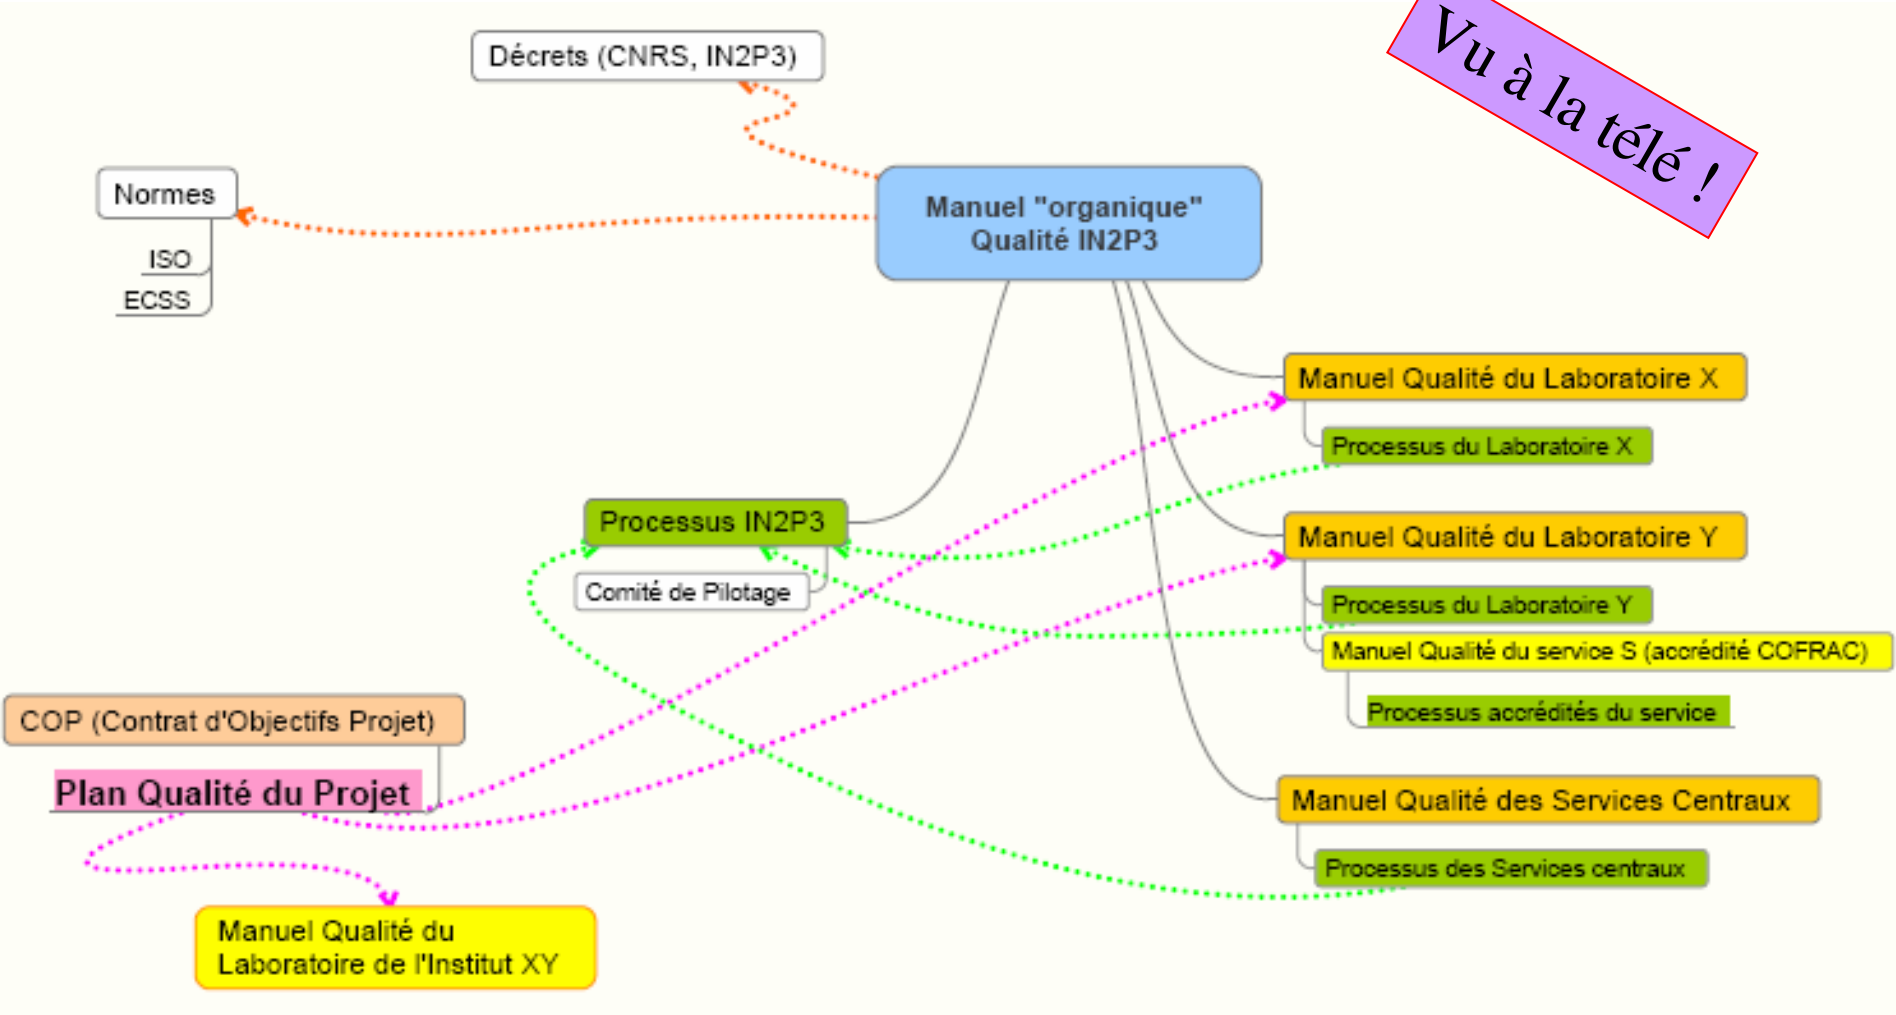 Vu à la télé !
Décrets (CNRS, IN2P3)
Normes
ISO
ECSS
Manuel "organique"
Qualité IN2P3
Manuel Qualité du Laboratoire X
Processus du Laboratoire X
Processus IN2P3
Comité de Pilotage
Manuel Qualité du Laboratoire Y
Processus du Laboratoire Y
Manuel Qualité du service S (accrédité COFRAC)
Processus accrédités du service
COP (Contrat d'Objectifs Projet)
Plan Qualité du Projet
Manuel Qualité des Services Centraux
Processus des Services centraux
Manuel Qualité du
Laboratoire de l'Institut XY